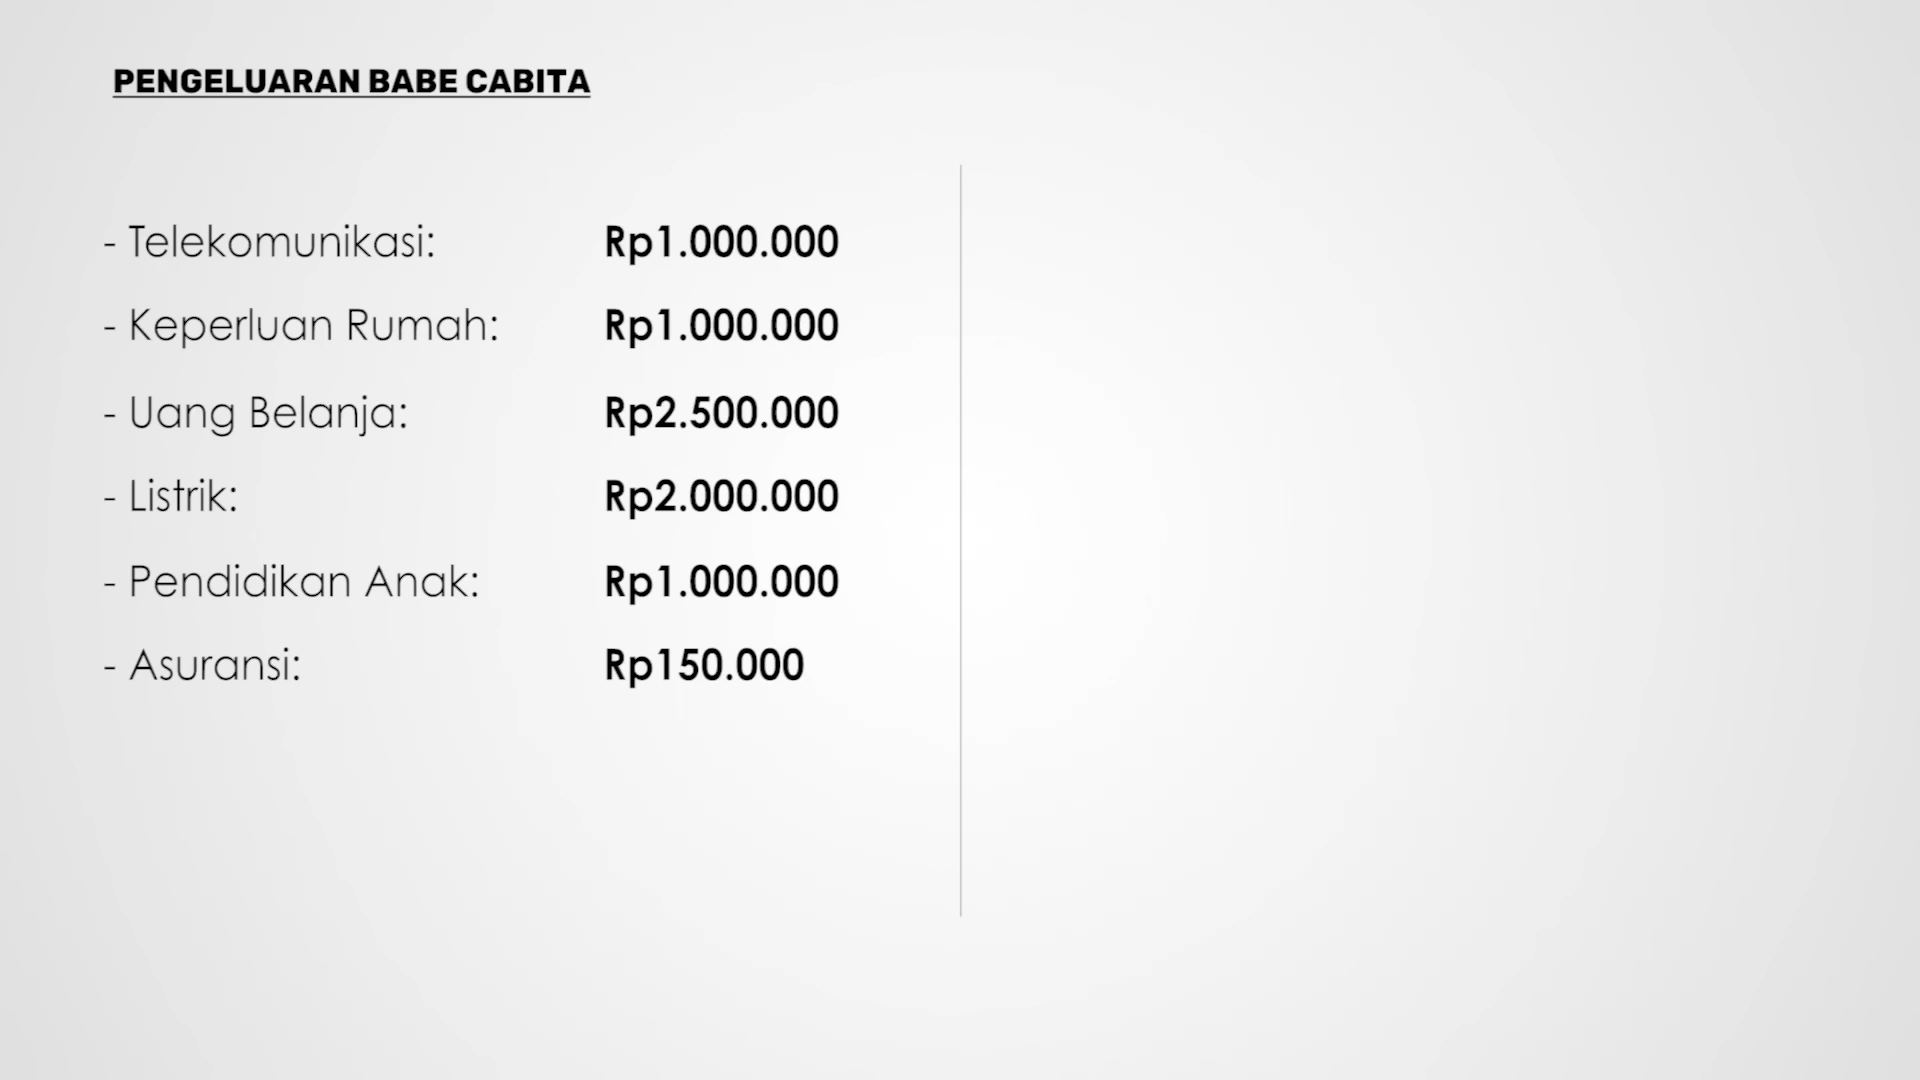 PENGELUARAN BABE CABITA
- Telekomunikasi: Rp1.000.000
- Keperluan Rumah: Rp1.000.000
- Uang Belanja: Rp2.500.000
- Listrik: Rp2.000.000
- Pendidikan Anak: Rp1.000.000
- Asuransi: Rp150.000